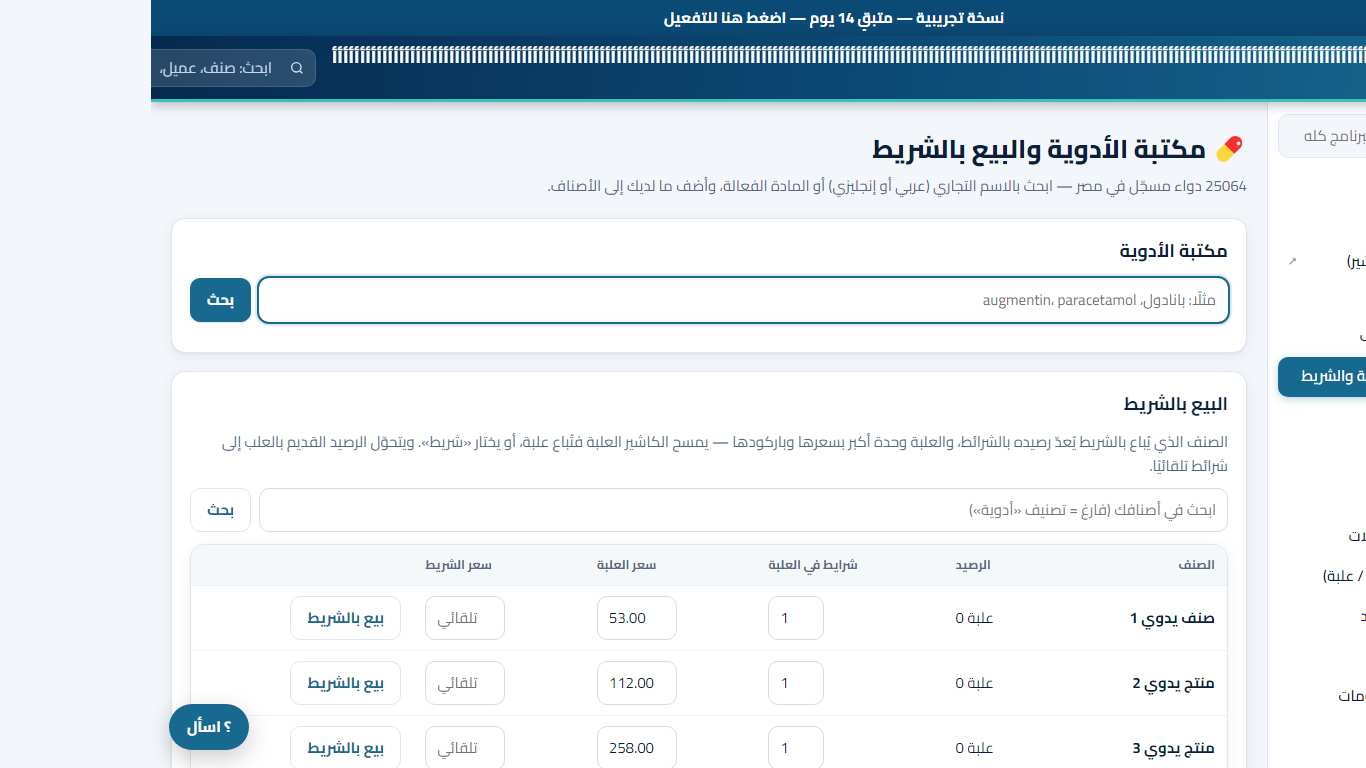 نسخة تجريبية — متبقٍ 14 يوم — اضغط هنا للتفعيل
ابحث: صنف، عميل،
برنامج كله
💊 مكتبة الأدوية والبيع بالشريط
25064 دواء مسجّل في مصر — ابحث بالاسم التجاري (عربي أو إنجليزي) أو المادة الفعالة، وأضف ما لديك إلى الأصناف.
مكتبة الأدوية
مثلًا: بانادول، augmentin، paracetamol
بحث
والشريط
البيع بالشريط
الصنف الذي يُباع بالشريط يُعدّ رصيده بالشرائط، والعلبة وحدة أكبر بسعرها وباركودها — يمسح الكاشير العلبة فتُباع علبة، أو يختار «شريط». ويتحوّل الرصيد القديم بالعلب إلى
شرائط تلقائيًا.
ابحث في أصنافك (فارغ = تصنيف «أدوية»)
بحث
الصنف الرصيد شرايط في العلبة سعر العلبة سعر الشريط
صنف يدوي 1 0 علبة 1 53.00 تلقائي بيع بالشريط
منتج يدوي 2 0 علبة 1 112.00 تلقائي بيع بالشريط
منتج يدوي 3 0 علبة 1 258.00 تلقائي بيع بالشريط
/ علبة)
؟ اسأل